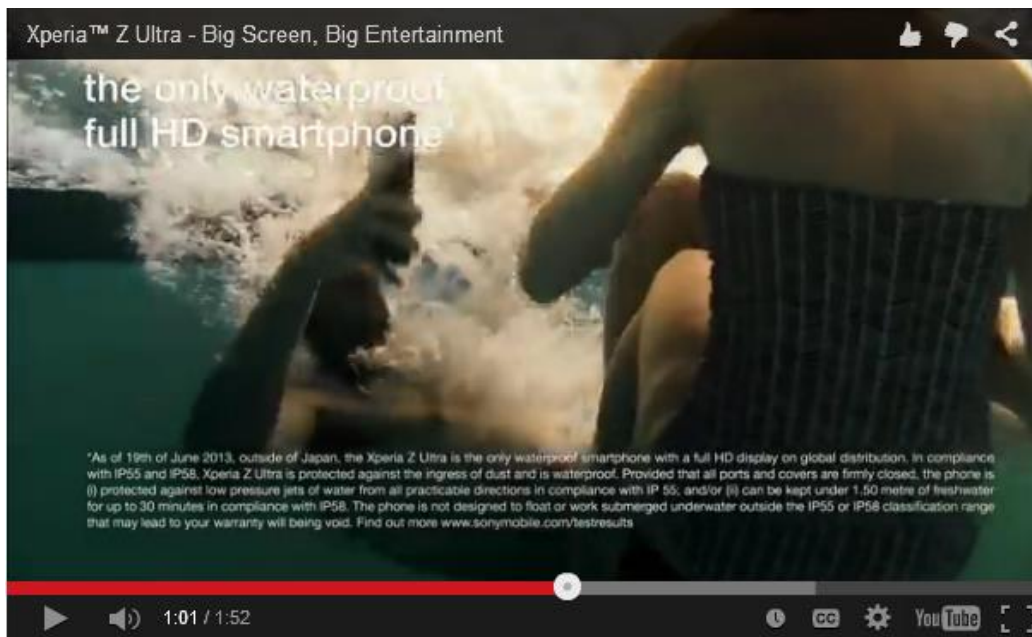 Xperia™ Z Ultra - Big Screen, Big Entertainment
the only waterproof
full HD smartphone*
*As of 19th of June 2013, outside of Japan, the Xperia Z Ultra is the only waterproof smartphone with a full HD display on global distribution. In compliance
with IP55 and IP58, Xperia Z Ultra is protected against the ingress of dust and is waterproof. Provided that all ports and covers are firmly closed, the phone is
(i) protected against low pressure jets of water from all practicable directions in compliance with IP 55; and/or (ii) can be kept under 1.50 metre of freshwater
for up to 30 minutes in compliance with IP58. The phone is not designed to float or work submerged underwater outside the IP55 or IP58 classification range
that may lead to your warranty will being void. Find out more www.sonymobile.com/testresults
1:01 / 1:52
CC
YouTube